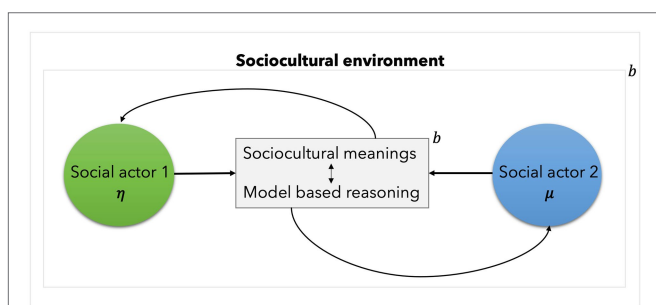 Sociocultural environment
b
b
Sociocultural meanings
Model based reasoning
Social actor 1
η
Social actor 2
μ